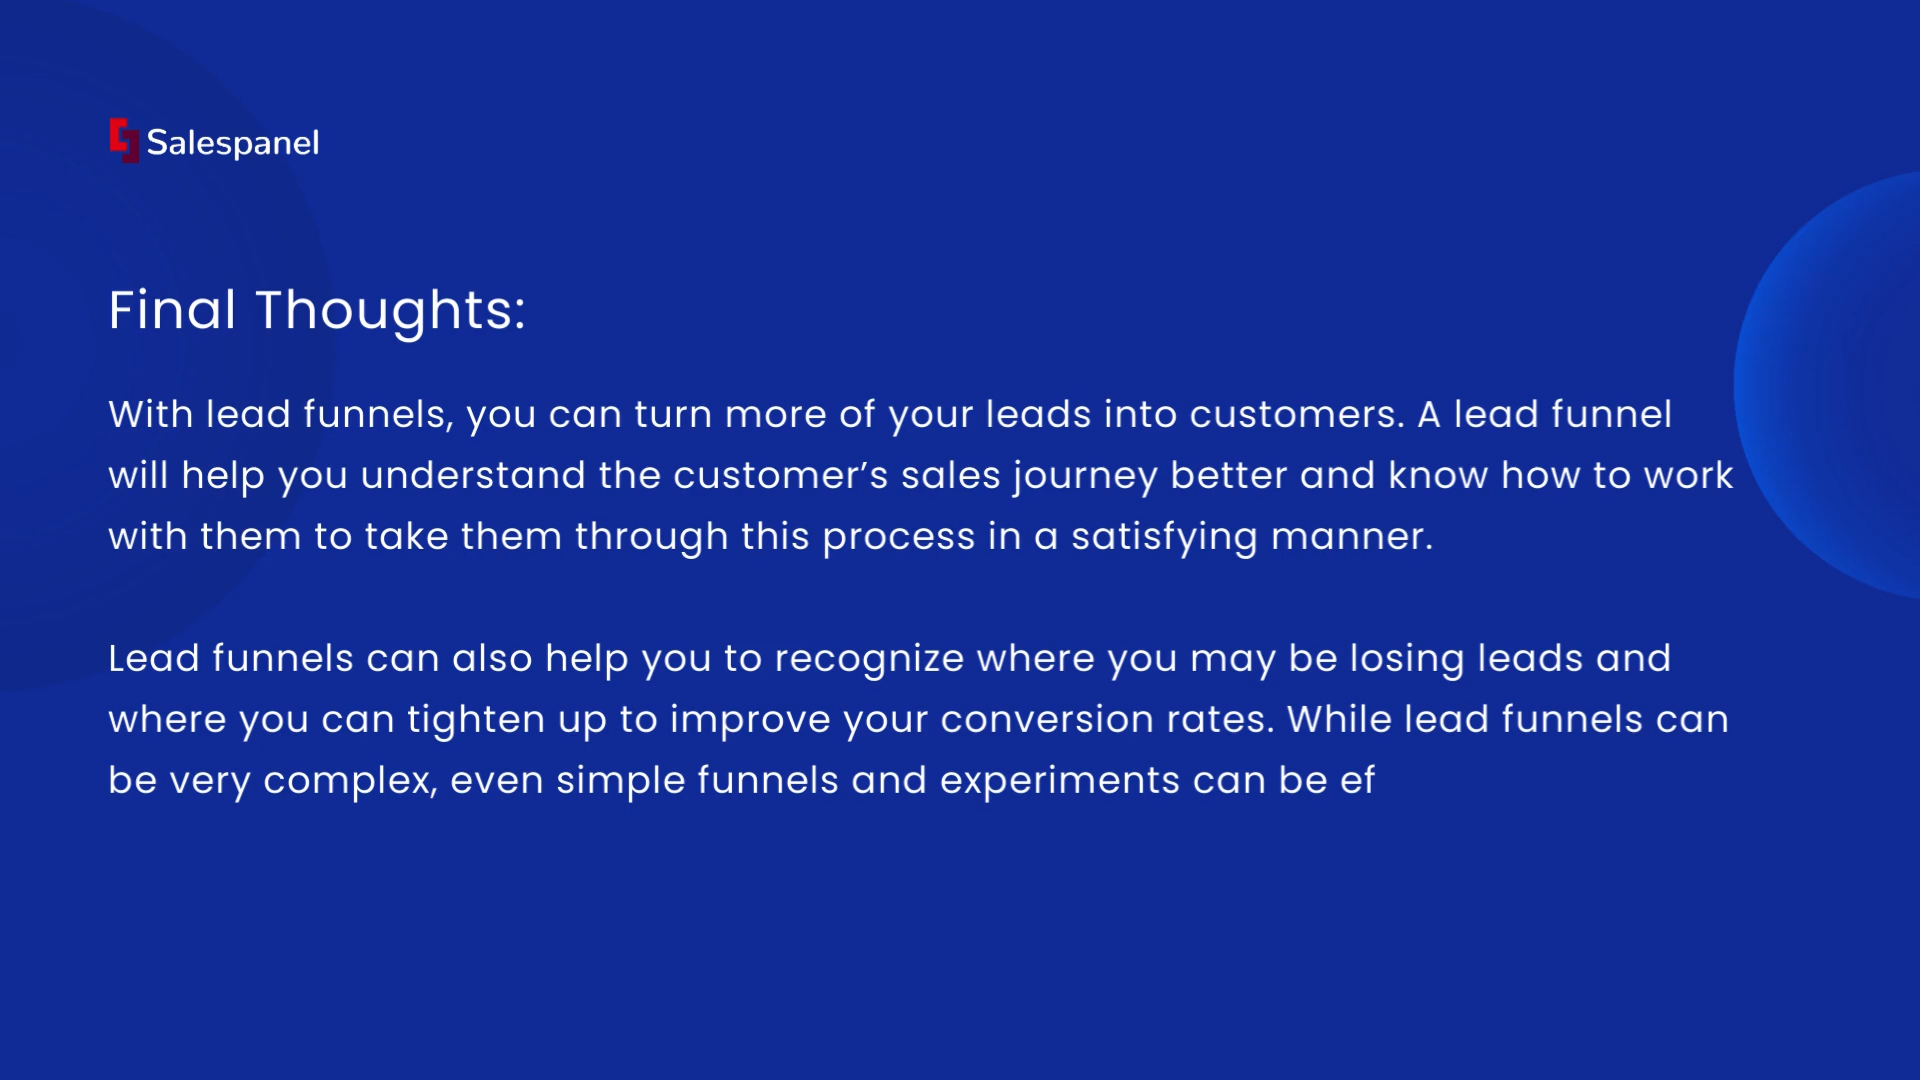 Salespanel
Final Thoughts:
With lead funnels, you can turn more of your leads into customers. A lead funnel
will help you understand the customer’s sales journey better and know how to work
with them to take them through this process in a satisfying manner.
Lead funnels can also help you to recognize where you may be losing leads and
where you can tighten up to improve your conversion rates. While lead funnels can
be very complex, even simple funnels and experiments can be ef